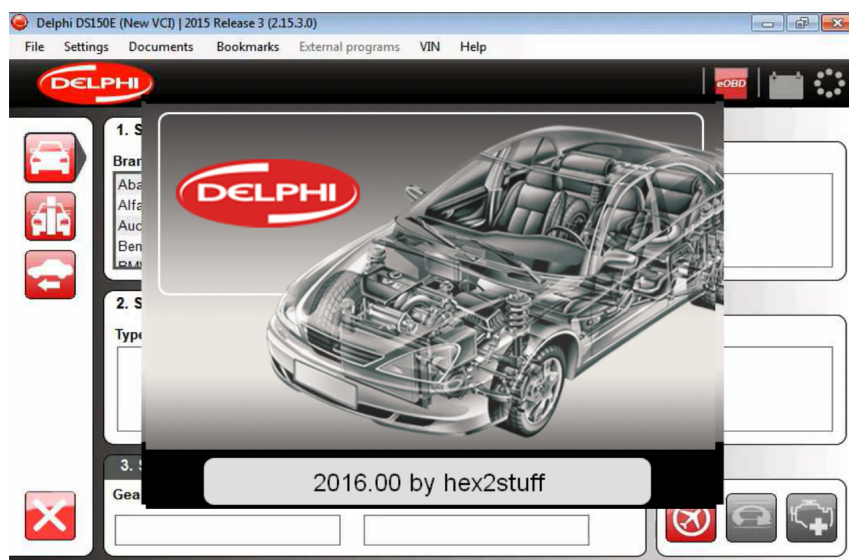 Delphi DS150E (New VCI) | 2015 Release 3 (2.15.3.0)
File Settings Documents Bookmarks External programs VIN Help
DELPHI
eOBD
1. S
Bran
Aba
Alfa
Aud
Ben
BMW
DELPHI
2. S
Type
3. S
Gea
2016.00 by hex2stuff